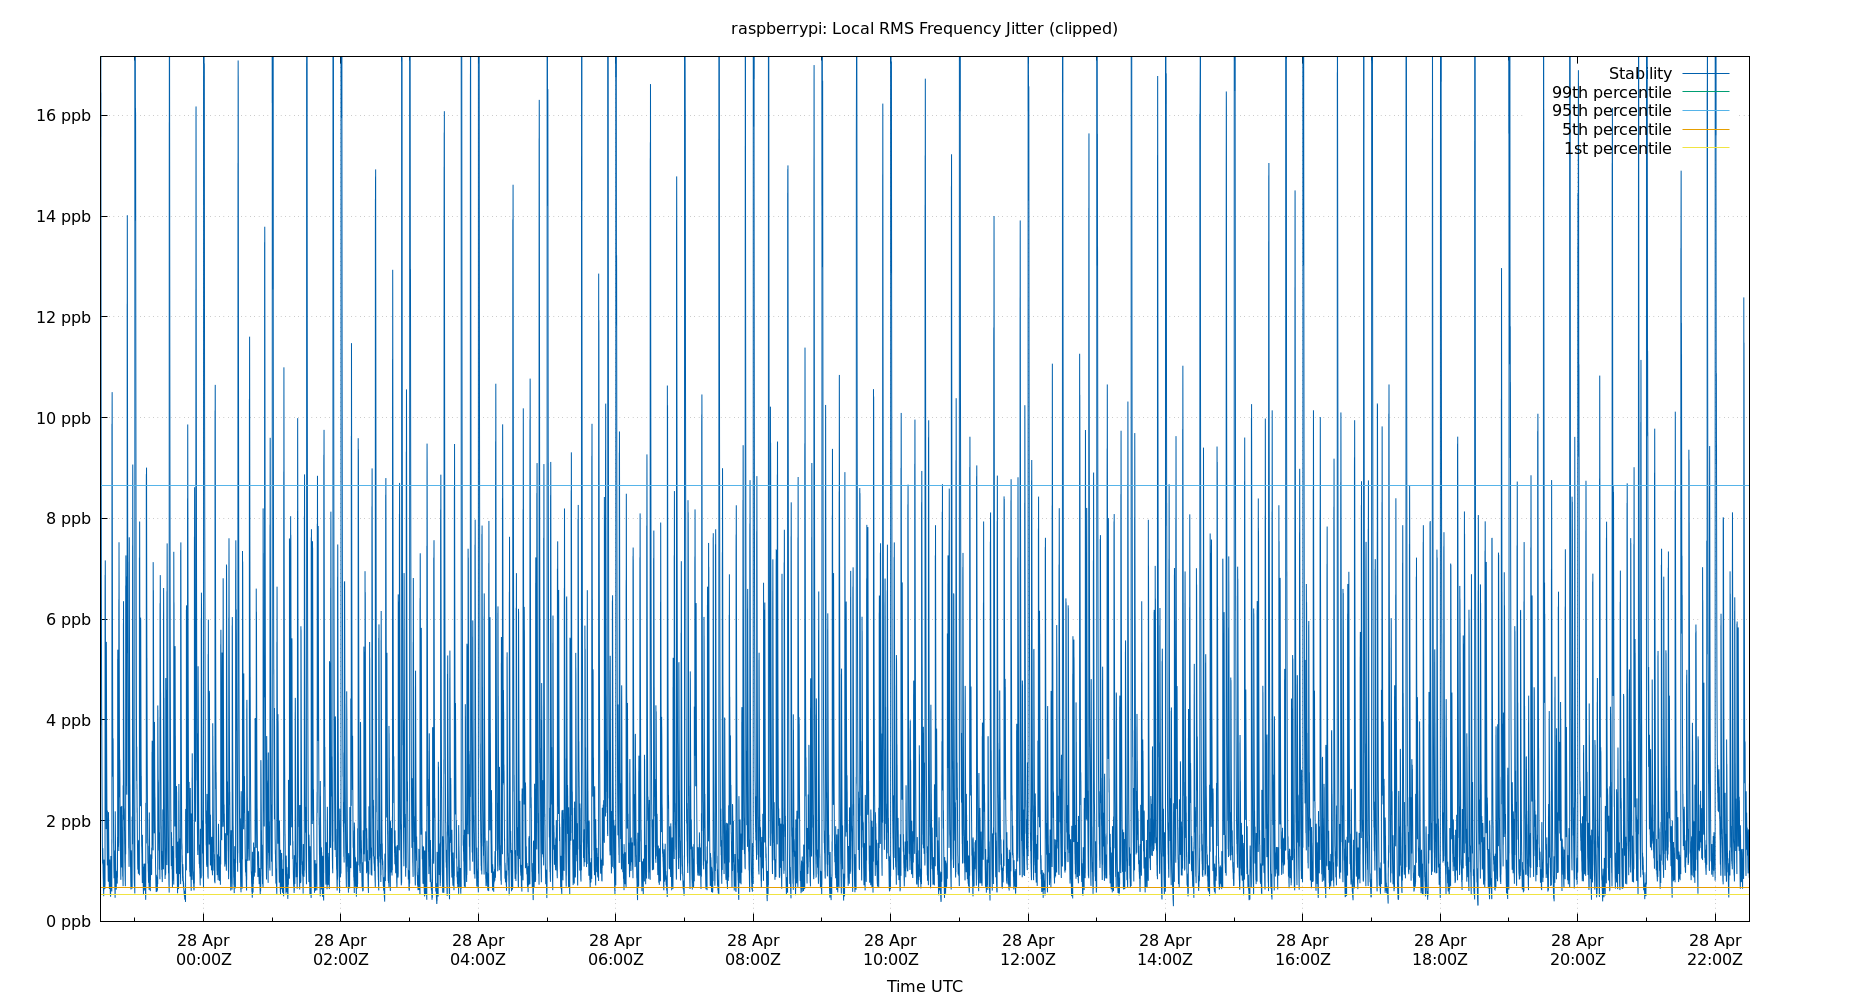 raspberrypi: Local RMS Frequency Jitter (clipped)
Stability
99th percentile
95th percentile
5th percentile
1st percentile
16 ppb
14 ppb
12 ppb
10 ppb
8 ppb
6 ppb
4 ppb
2 ppb
0 ppb
28 Apr 28 Apr 28 Apr 28 Apr 28 Apr 28 Apr 28 Apr 28 Apr 28 Apr 28 Apr 28 Apr 28 Apr
00:00Z 02:00Z 04:00Z 06:00Z 08:00Z 10:00Z 12:00Z 14:00Z 16:00Z 18:00Z 20:00Z 22:00Z
Time UTC